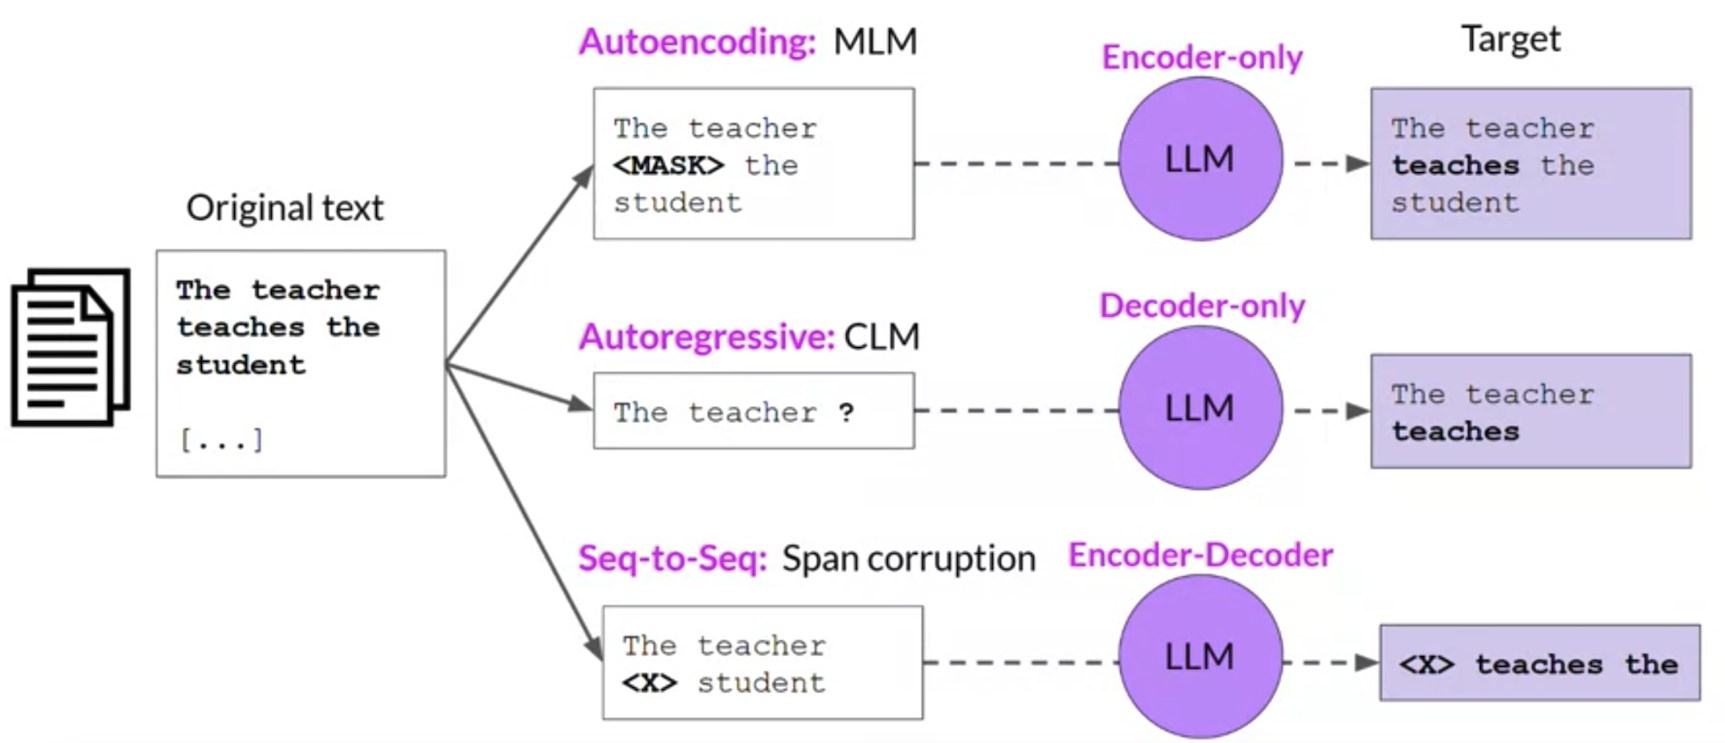 Original text
The teacher
teaches the
student
[...]
Autoencoding: MLM
The teacher
<MASK> the
student
Encoder-only
LLM
Target
The teacher
teaches the
student
Autoregressive: CLM
The teacher ?
Decoder-only
LLM
The teacher
teaches
Seq-to-Seq: Span corruption
The teacher
<X> student
Encoder-Decoder
LLM
<X> teaches the